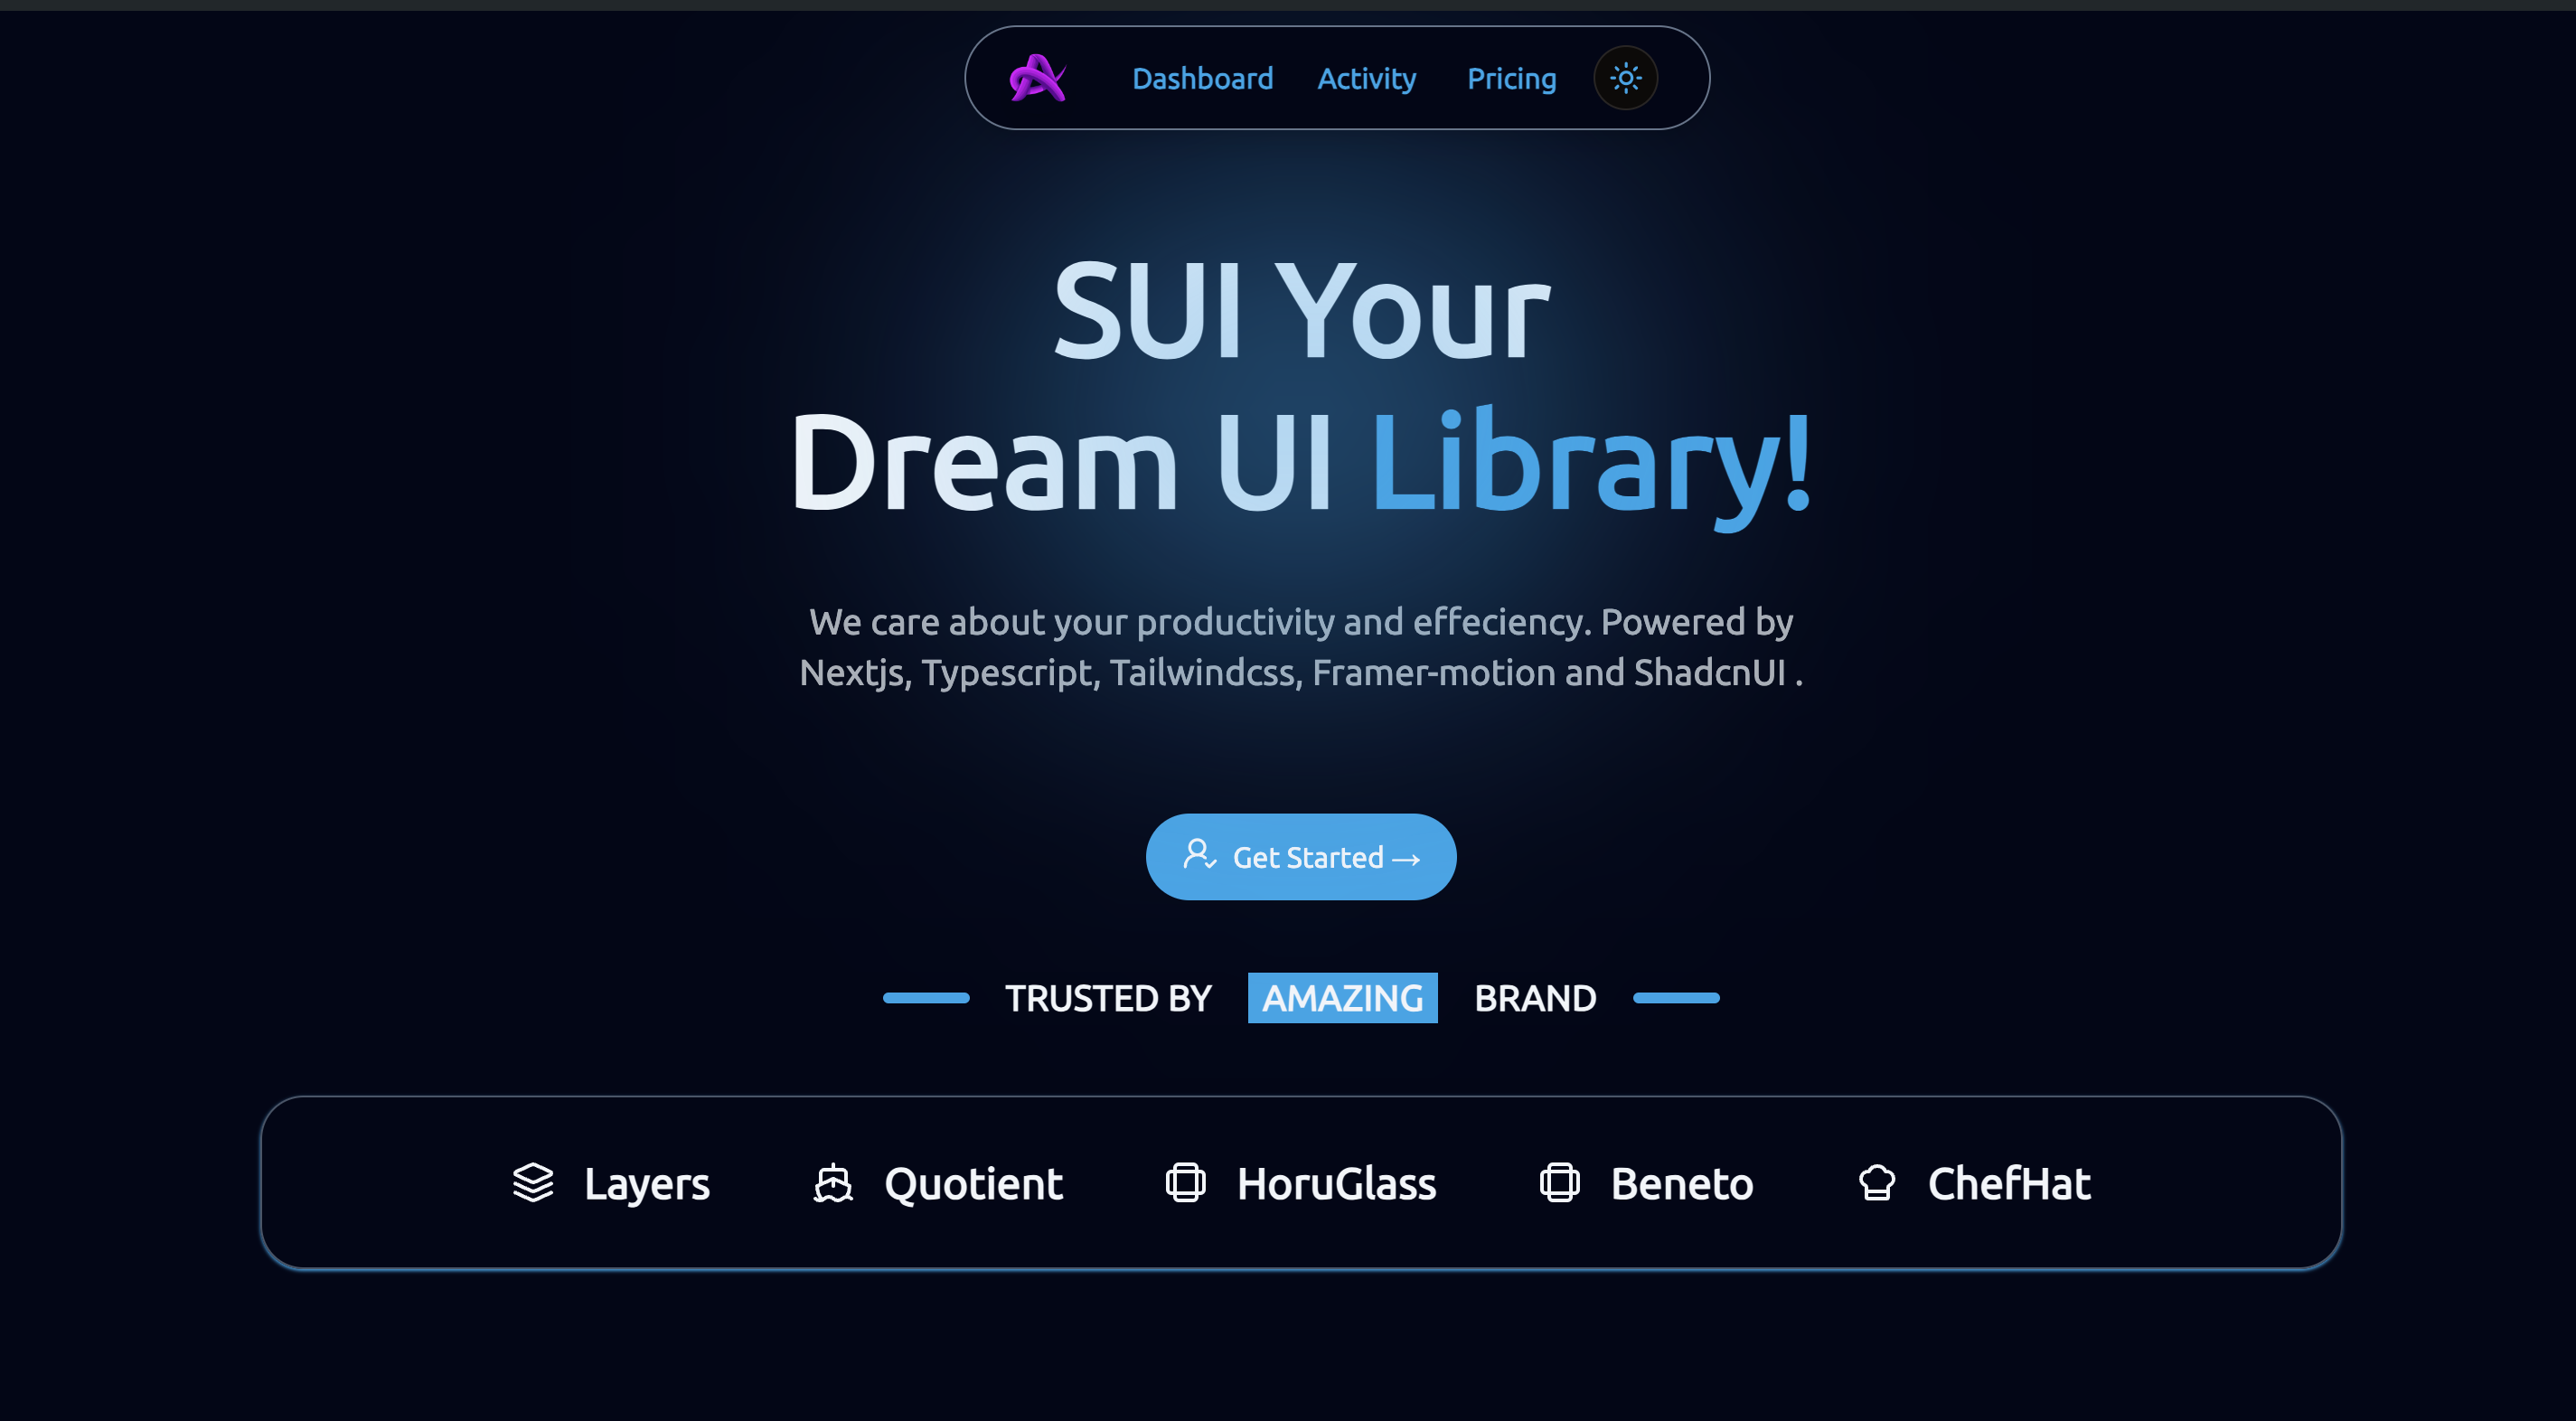 Dashboard Activity Pricing
SUI Your
Dream UI Library!
We care about your productivity and effeciency. Powered by
Nextjs, Typescript, Tailwindcss, Framer-motion and ShadcnUI .
Get Started →
TRUSTED BY AMAZING BRAND
Layers Quotient HoruGlass Beneto ChefHat